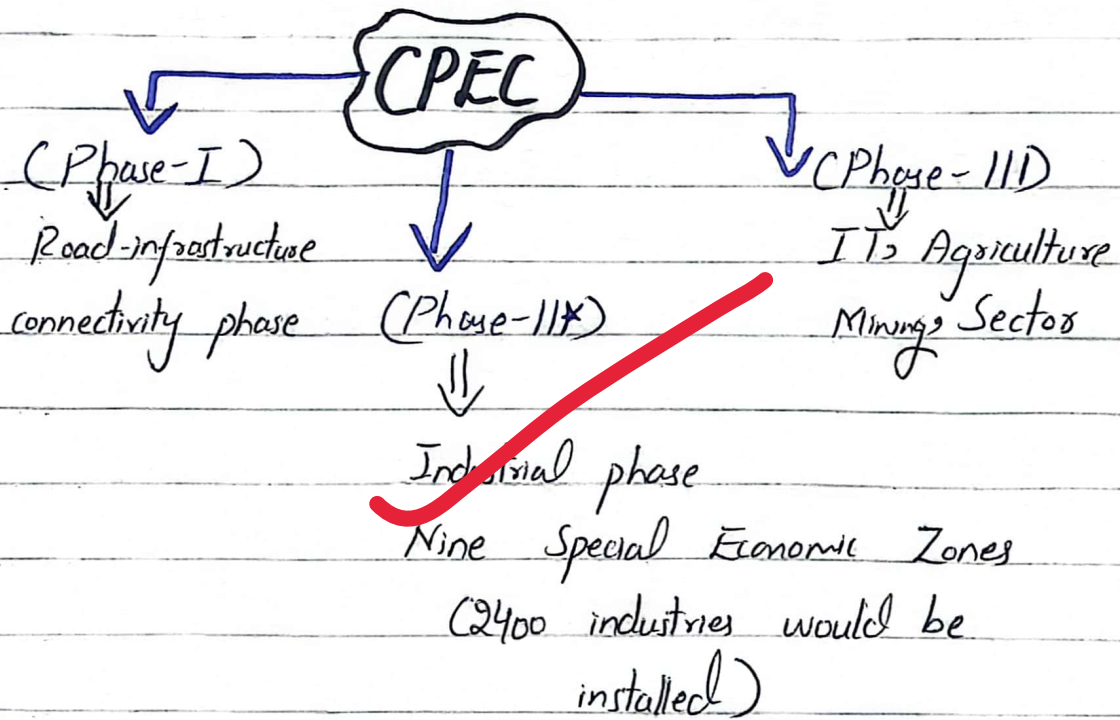 CPEC
(Phase-I)
Road-infrastructure
connectivity phase
(Phase-II)
Industrial phase
Nine Special Economic Zones
(2400 industries would be
installed)
(Phase-III)
IT, Agriculture
Mining, Sector